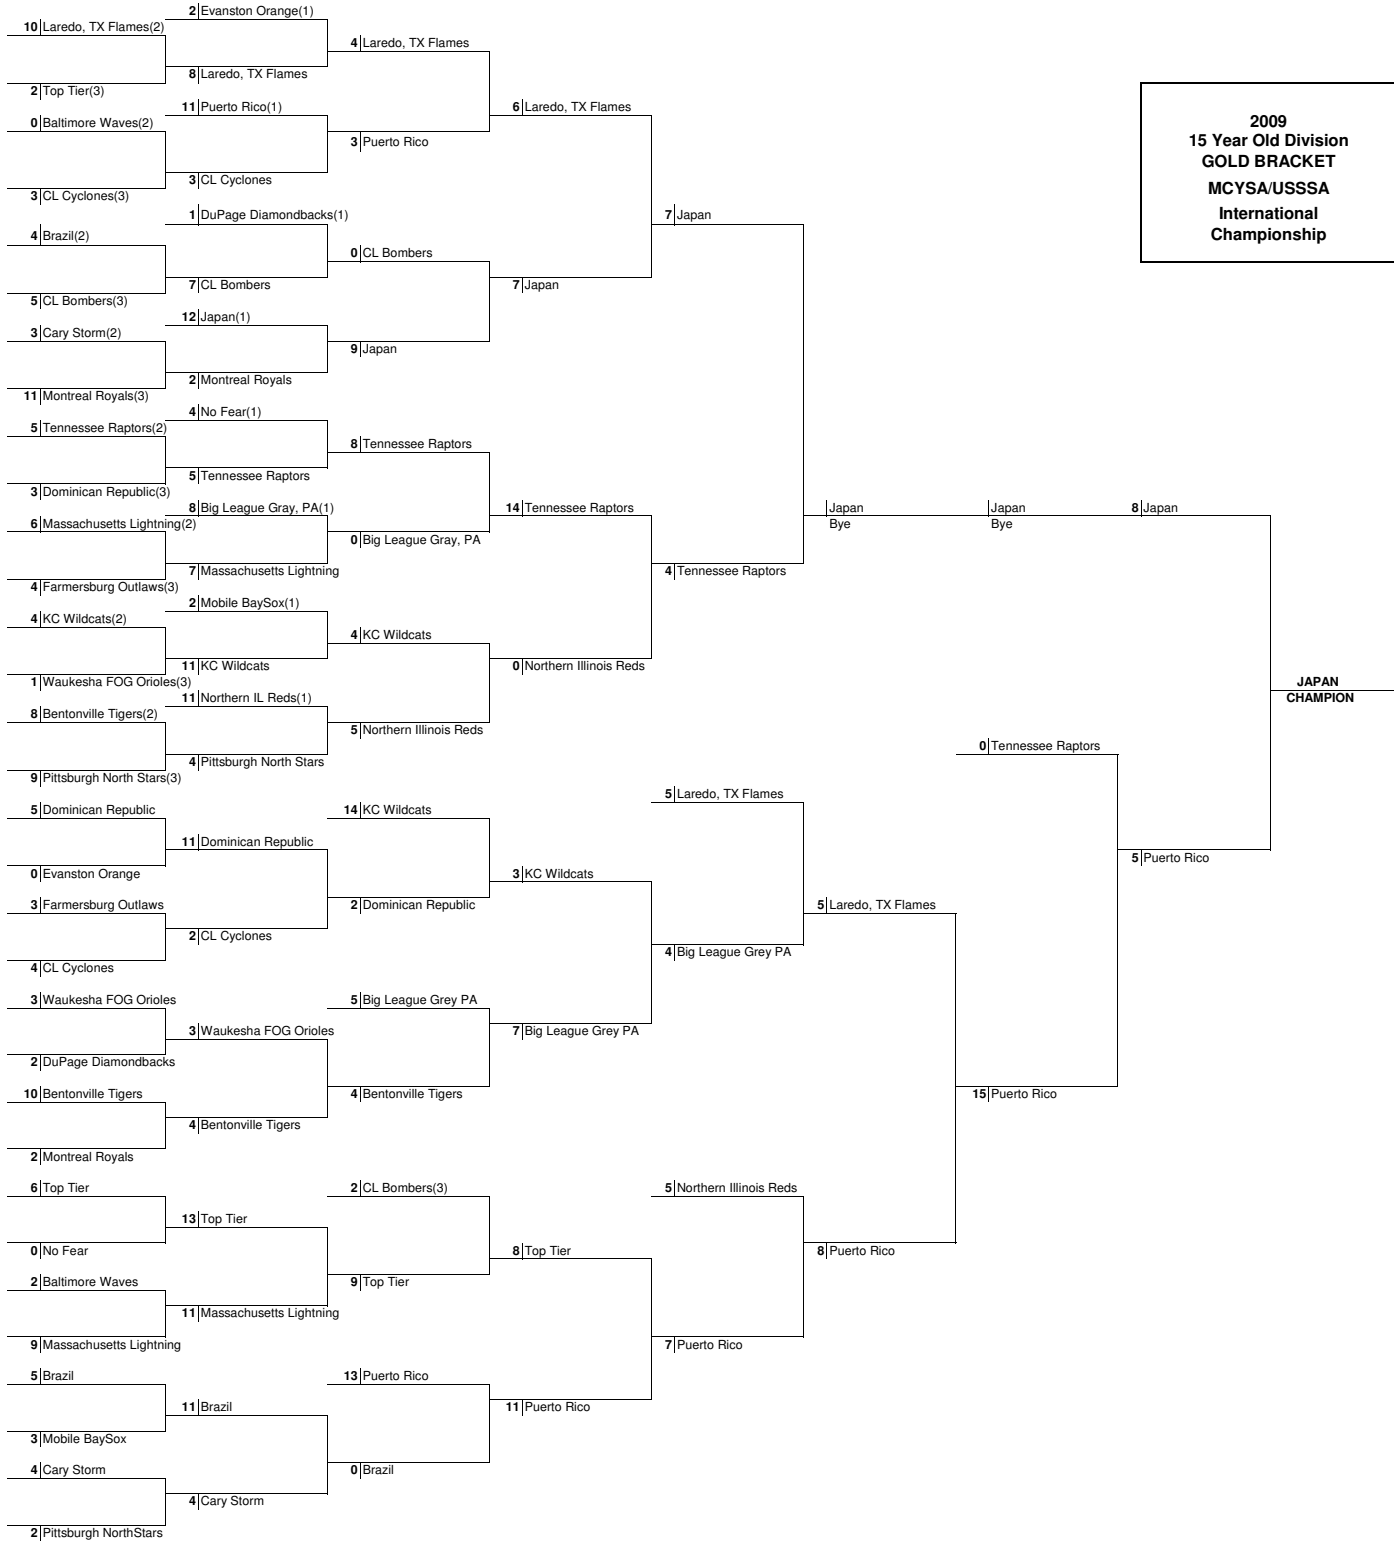 2 Evanston Orange(1)
10 Laredo, TX Flames(2)
4 Laredo, TX Flames
8 Laredo, TX Flames
2 Top Tier(3)
11 Puerto Rico(1)
6 Laredo, TX Flames
0 Baltimore Waves(2)
3 Puerto Rico
3 CL Cyclones
3 CL Cyclones(3)
2009
15 Year Old Division
GOLD BRACKET
MCYSA/USSSA
International
Championship
1 DuPage Diamondbacks(1)
7 Japan
4 Brazil(2)
0 CL Bombers
7 CL Bombers
7 Japan
5 CL Bombers(3)
12 Japan(1)
3 Cary Storm(2)
9 Japan
2 Montreal Royals
11 Montreal Royals(3)
4 No Fear(1)
5 Tennessee Raptors(2)
8 Tennessee Raptors
5 Tennessee Raptors
3 Dominican Republic(3)
8 Big League Gray, PA(1)
14 Tennessee Raptors
Japan
Bye
Japan
Bye
8 Japan
6 Massachusetts Lightning(2)
0 Big League Gray, PA
7 Massachusetts Lightning
4 Tennessee Raptors
4 Farmersburg Outlaws(3)
2 Mobile BaySox(1)
4 KC Wildcats(2)
4 KC Wildcats
11 KC Wildcats
0 Northern Illinois Reds
1 Waukesha FOG Orioles(3)
JAPAN
CHAMPION
11 Northern IL Reds(1)
8 Bentonville Tigers(2)
5 Northern Illinois Reds
0 Tennessee Raptors
4 Pittsburgh North Stars
9 Pittsburgh North Stars(3)
5 Laredo, TX Flames
5 Dominican Republic
14 KC Wildcats
11 Dominican Republic
5 Puerto Rico
0 Evanston Orange
3 KC Wildcats
3 Farmersburg Outlaws
2 Dominican Republic
5 Laredo, TX Flames
2 CL Cyclones
4 Big League Grey PA
4 CL Cyclones
3 Waukesha FOG Orioles
5 Big League Grey PA
3 Waukesha FOG Orioles
7 Big League Grey PA
2 DuPage Diamondbacks
10 Bentonville Tigers
4 Bentonville Tigers
15 Puerto Rico
4 Bentonville Tigers
2 Montreal Royals
6 Top Tier
2 CL Bombers(3)
5 Northern Illinois Reds
13 Top Tier
0 No Fear
8 Top Tier
8 Puerto Rico
2 Baltimore Waves
9 Top Tier
11 Massachusetts Lightning
9 Massachusetts Lightning
7 Puerto Rico
5 Brazil
13 Puerto Rico
11 Brazil
11 Puerto Rico
3 Mobile BaySox
4 Cary Storm
0 Brazil
4 Cary Storm
2 Pittsburgh NorthStars